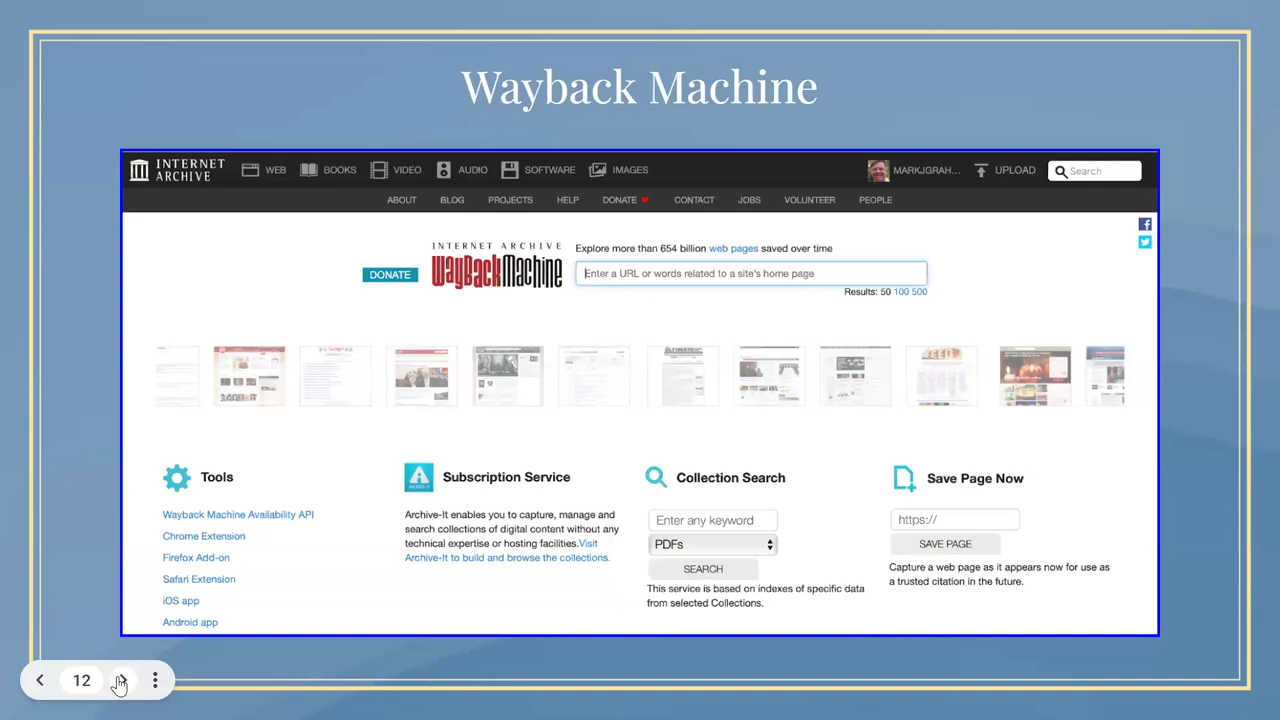 Wayback Machine
INTERNET ARCHIVE
WEB BOOKS VIDEO AUDIO SOFTWARE IMAGES
MARKJGRAH... UPLOAD Search
ABOUT BLOG PROJECTS HELP DONATE CONTACT JOBS VOLUNTEER PEOPLE
DONATE
INTERNET ARCHIVE
WayBackMachine
Explore more than 654 billion web pages saved over time
Enter a URL or words related to a site's home page
Results: 50 100 500
Tools
Wayback Machine Availability API
Chrome Extension
Firefox Add-on
Safari Extension
iOS app
Android app
Subscription Service
ARCHIVE-IT
Archive-It enables you to capture, manage and
search collections of digital content without any
technical expertise or hosting facilities.Visit
Archive-It to build and browse the collections.
Collection Search
Enter any keyword
PDFs
SEARCH
This service is based on indexes of specific data
from selected Collections.
Save Page Now
https://
SAVE PAGE
Capture a web page as it appears now for use as
a trusted citation in the future.
12